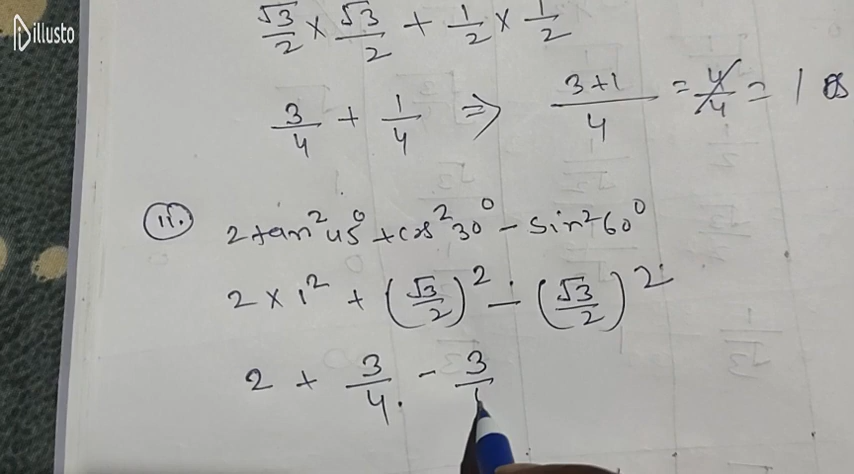 illusto
√3/2 × √3/2 + 1/2 × 1/2
3/4 + 1/4 ⇒ 3+1/4 = 4/4 = 1
ii. 2tan²45° + cos²30° - sin²60°
2 × 1² + (√3/2)² - (√3/2)²
2 + 3/4 - 3/